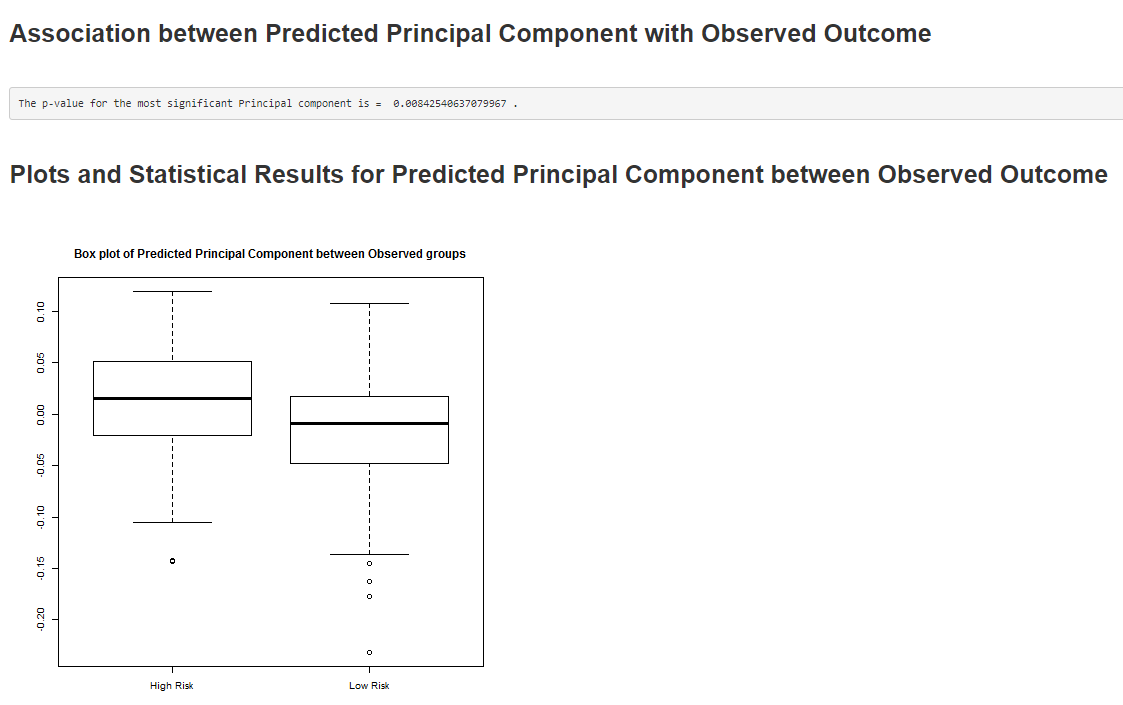 Association between Predicted Principal Component with Observed Outcome
The p-value for the most significant Principal component is =  0.00842540637079967 .
Plots and Statistical Results for Predicted Principal Component between Observed Outcome
Box plot of Predicted Principal Component between Observed groups
0.10
0.05
0.00
-0.05
-0.10
-0.15
-0.20
High Risk
Low Risk